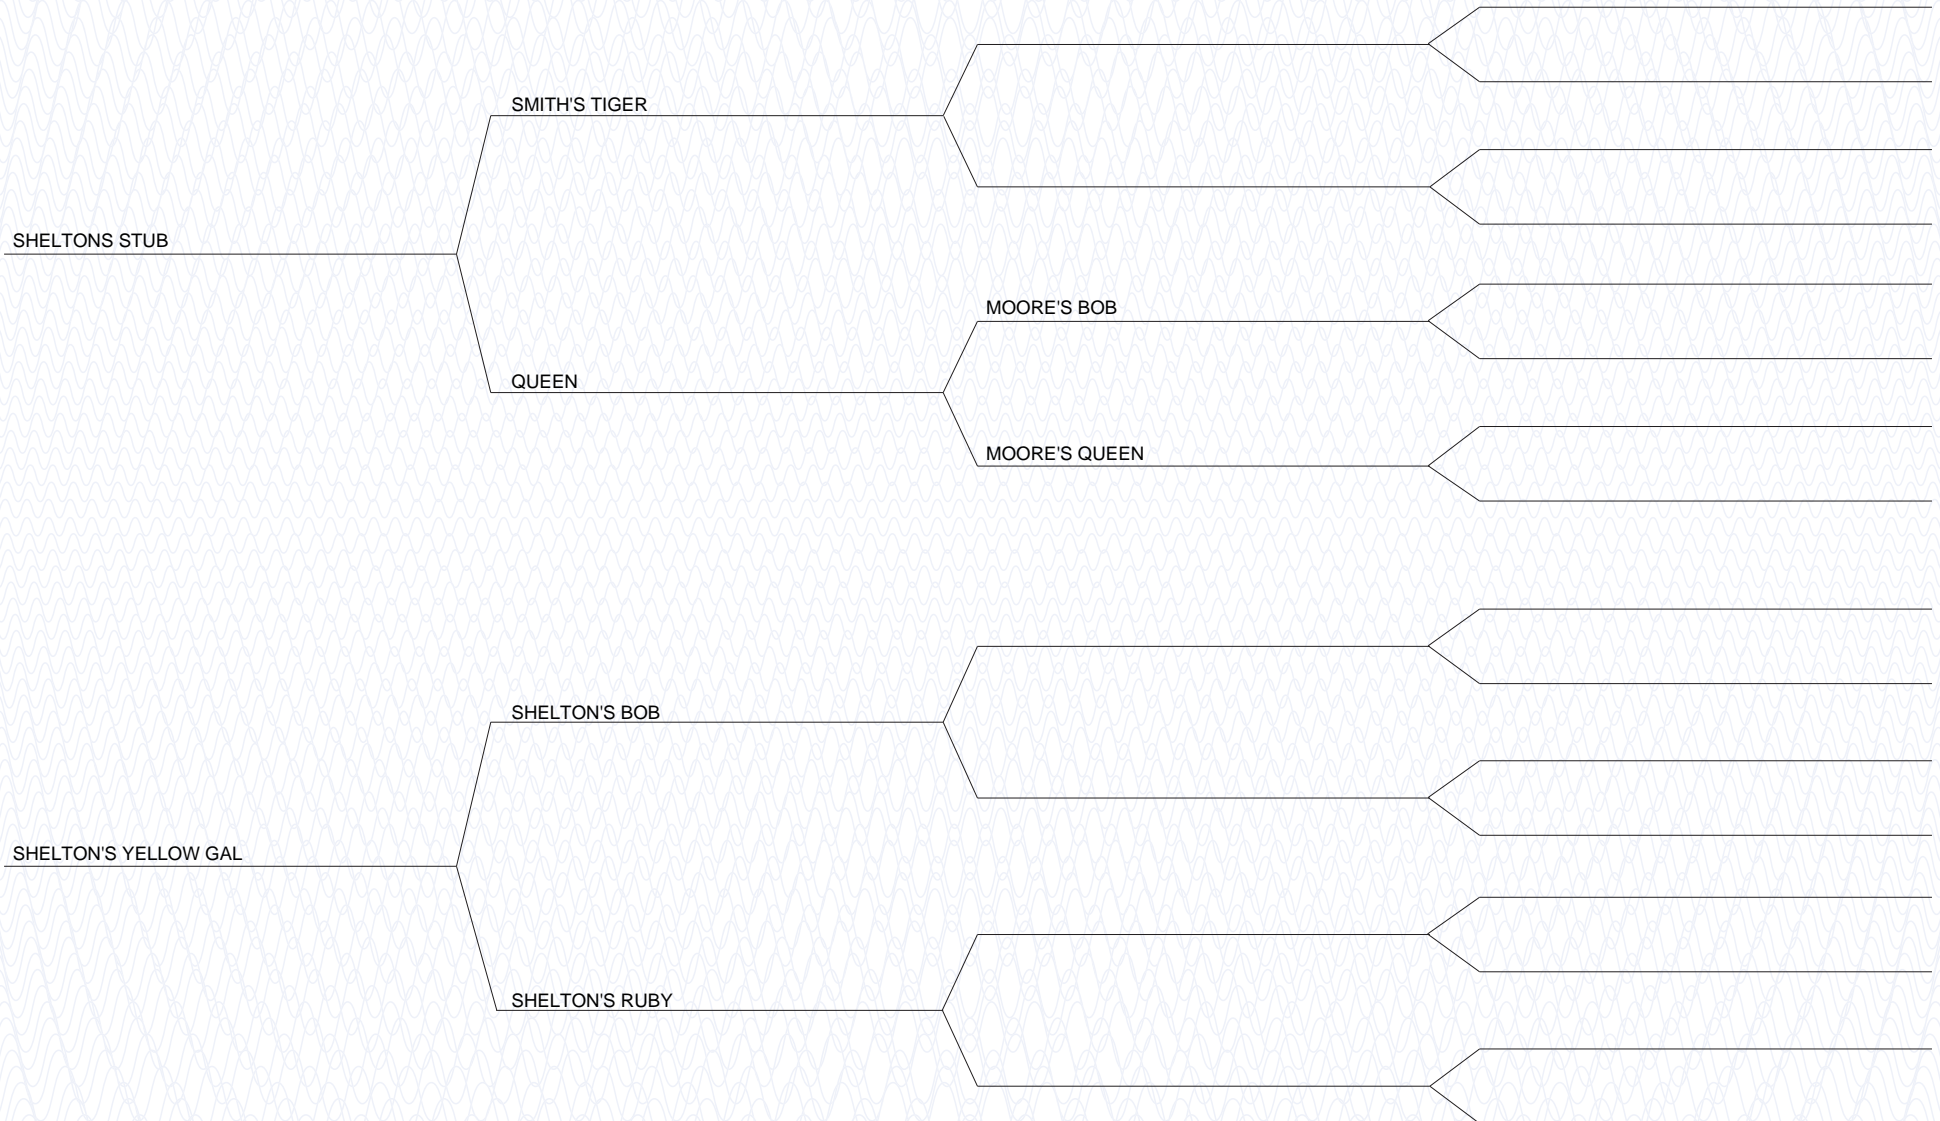 SMITH'S TIGER
SHELTONS STUB
MOORE'S BOB
QUEEN
MOORE'S QUEEN
SHELTON'S BOB
SHELTON'S YELLOW GAL
SHELTON'S RUBY